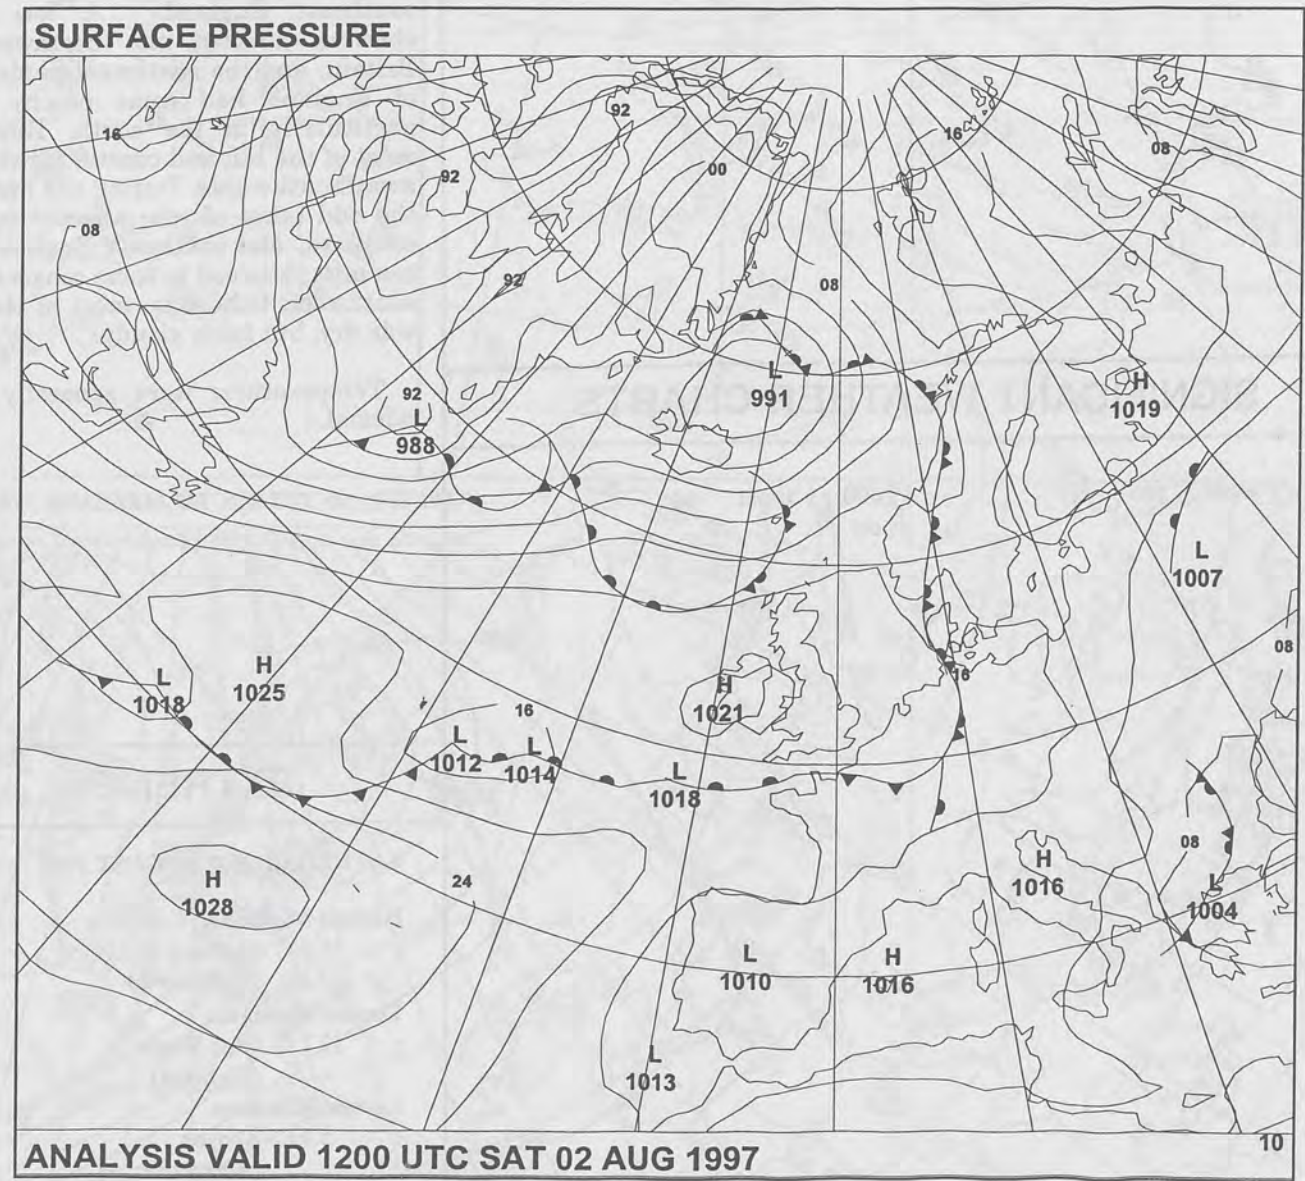 SURFACE PRESSURE
92
16
16
08
00
92
08
92
08
L
991
H
1019
92
L
988
L
1007
08
L
1018
H
1025
16
H
1021
16
L
1012
L
1014
L
1018
08
H
1016
H
1028
24
L
1004
L
1010
H
1016
L
1013
ANALYSIS VALID 1200 UTC SAT 02 AUG 1997
10